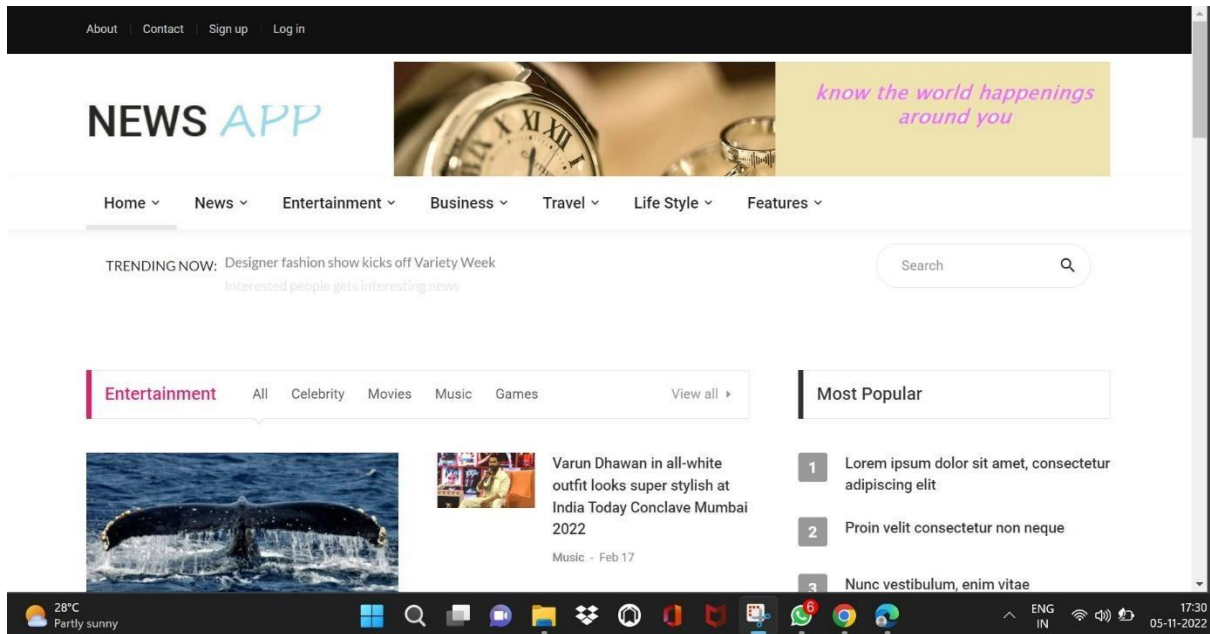 About Contact Sign up Log in
NEWS APP
know the world happenings
around you
Home News Entertainment Business Travel Life Style Features
TRENDING NOW: Designer fashion show kicks off Variety Week
Interested people gets interesting news
Search
Entertainment All Celebrity Movies Music Games View all
Most Popular
Varun Dhawan in all-white
outfit looks super stylish at
India Today Conclave Mumbai
2022
Music - Feb 17
1 Lorem ipsum dolor sit amet, consectetur
adipiscing elit
2 Proin velit consectetur non neque
3 Nunc vestibulum, enim vitae
28°C
Partly sunny
6
ENG
IN
17:30
05-11-2022